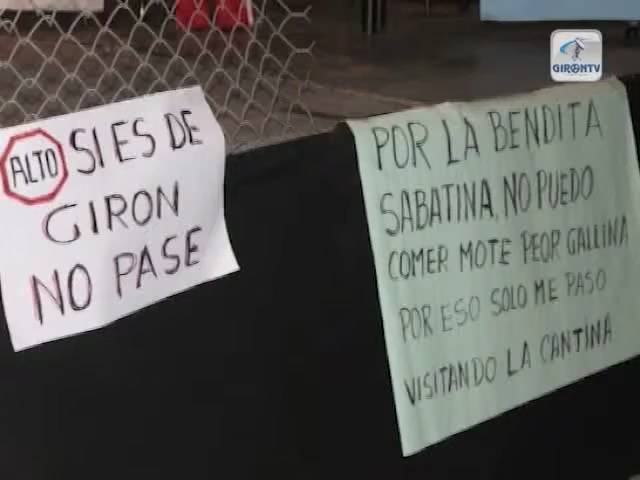 GIRONTV
ALTO SI ES DE
GIRON
NO PASE
POR LA BENDITA
SABATINA, NO PUEDO
COMER MOTE PEOR GALLINA
POR ESO SOLO ME PASO
VISITANDO LA CANTINA